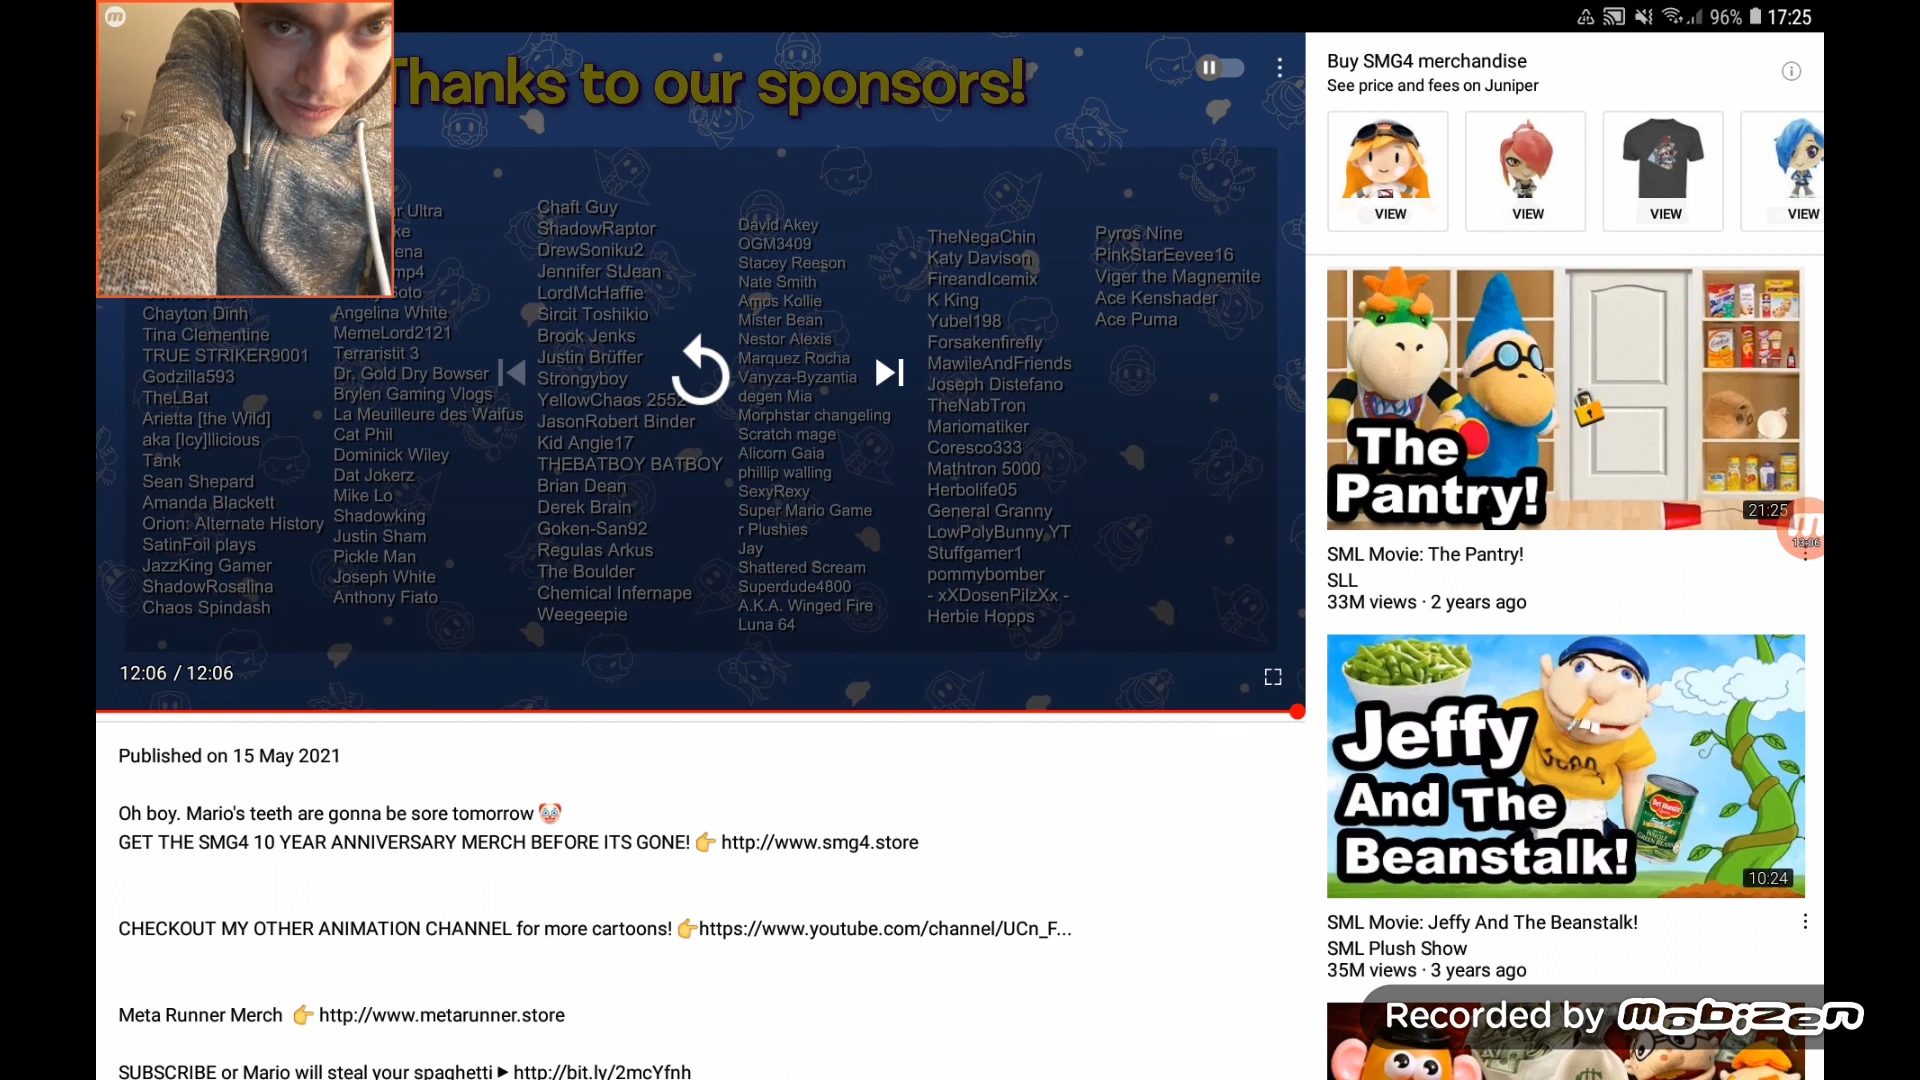 96% 17:25
Thanks to our sponsors!
r Ultra
ke
ena
mp4
oto
Chayton Dinh
Tina Clementine
TRUE STRIKER9001
Godzilla593
TheLBat
Arietta [the Wild]
aka [Icy]llicious
Tank
Sean Shepard
Amanda Blackett
Orion: Alternate History
SatinFoil plays
JazzKing Gamer
ShadowRosalina
Chaos Spindash
Angelina White
MemeLord2121
Terraristit 3
Dr. Gold Dry Bowser
Brylen Gaming Vlogs
La Meuilleure des Waifus
Cat Phil
Dominick Wiley
Dat Jokerz
Mike Lo
Shadowking
Justin Sham
Pickle Man
Joseph White
Anthony Fiato
Chaft Guy
ShadowRaptor
DrewSoniku2
Jennifer StJean
LordMcHaffie
Sircit Toshikio
Brook Jenks
Justin Brüffer
Strongyboy
YellowChaos 2552
JasonRobert Binder
Kid Angie17
THEBATBOY BATBOY
Brian Dean
Derek Brain
Goken-San92
Regulas Arkus
The Boulder
Chemical Infernape
Weegeepie
David Akey
OGM3409
Stacey Reeson
Nate Smith
Amos Kollie
Mister Bean
Nestor Alexis
Marquez Rocha
Vanyza-Byzantia
degen Mia
Morphstar changeling
Scratch mage
Alicorn Gaia
phillip walling
SexyRexy
Super Mario Game
r Plushies
Jay
Shattered Scream
Superdude4800
A.K.A. Winged Fire
Luna 64
TheNegaChin
Katy Davison
FireandIcemix
K King
Yubel198
Forsakenfirefly
MawileAndFriends
Joseph Distefano
TheNabTron
Mariomatiker
Coresco333
Mathtron 5000
Herbolife05
General Granny
LowPolyBunny YT
Stuffgamer1
pommybomber
- xXDosenPilzXx -
Herbie Hopps
Pyros Nine
PinkStarEevee16
Viger the Magnemite
Ace Kenshader
Ace Puma
12:06 / 12:06
Published on 15 May 2021
Oh boy. Mario's teeth are gonna be sore tomorrow 🤡
GET THE SMG4 10 YEAR ANNIVERSARY MERCH BEFORE ITS GONE! 👉 http://www.smg4.store
CHECKOUT MY OTHER ANIMATION CHANNEL for more cartoons! 👉https://www.youtube.com/channel/UCn_F...
Meta Runner Merch 👉 http://www.metarunner.store
SUBSCRIBE or Mario will steal your spaghetti ▶ http://bit.ly/2mcYfnh
Buy SMG4 merchandise
See price and fees on Juniper
VIEW VIEW VIEW VIEW
The
Pantry!
21:25
13:06
SML Movie: The Pantry!
SLL
33M views · 2 years ago
Jeffy
And The
Beanstalk!
10:24
SML Movie: Jeffy And The Beanstalk!
SML Plush Show
35M views · 3 years ago
Recorded by mobizen